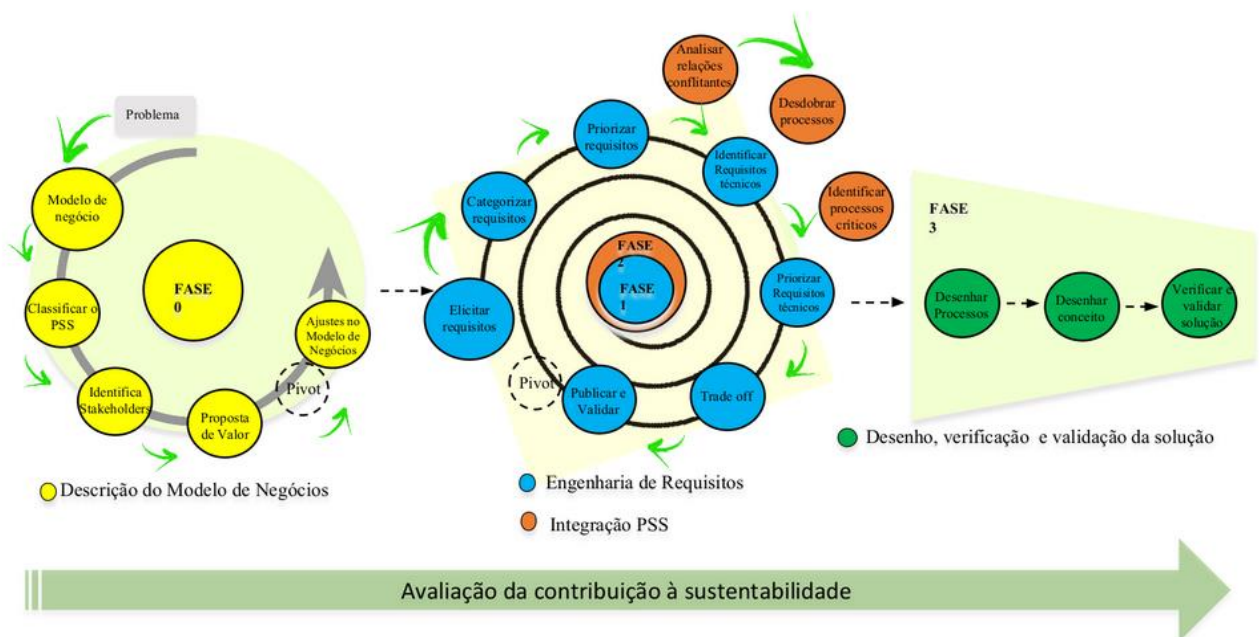 Problema
Modelo de
negócio
FASE
0
Classificar o
PSS
Identifica
Stakeholders
Proposta
de Valor
Pivot
Ajustes no
Modelo de
Negócios
Descrição do Modelo de Negócios
Analisar
relações
conflitantes
Desdobrar
processos
Identificar
processos
críticos
Priorizar
requisitos
Identificar
Requisitos
técnicos
Categorizar
requisitos
FASE
2
FASE
1
Elicitar
requisitos
Priorizar
Requisitos
técnicos
Pivot
Publicar e
Validar
Trade off
Engenharia de Requisitos
Integração PSS
FASE
3
Desenhar
Processos
Desenhar
conceito
Verificar e
validar
solução
Desenho, verificação e validação da solução
Avaliação da contribuição à sustentabilidade